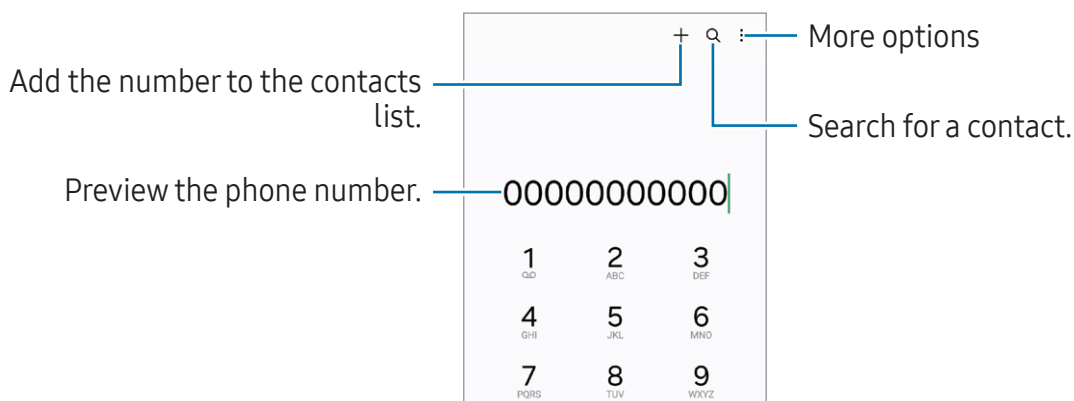 More options
Add the number to the contacts
list.
Search for a contact.
Preview the phone number.
00000000000
1 2 3
ABC DEF
4 5 6
GHI JKL MNO
7 8 9
PQRS TUV WXYZ